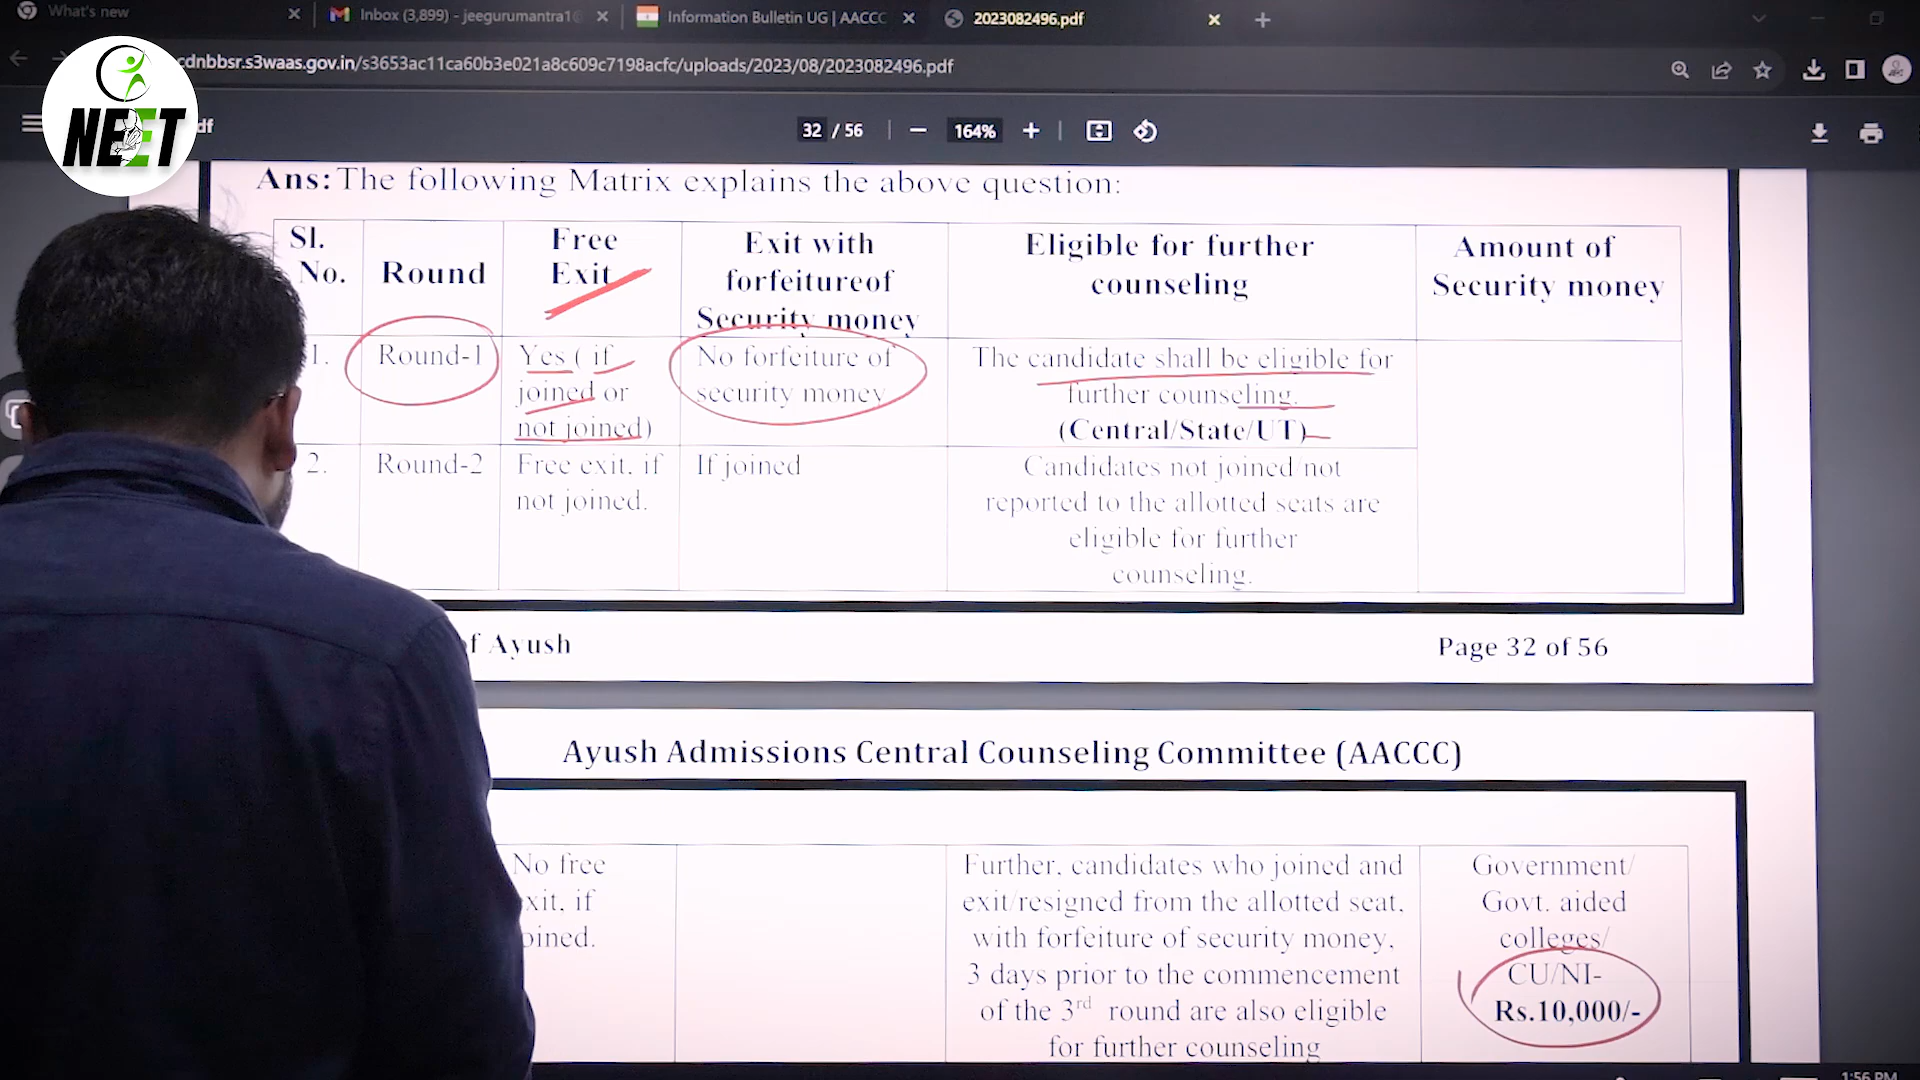 What's new
Inbox (3,899) - jeegurumantra1@
Information Bulletin UG | AACCC
2023082496.pdf
cdnbbsr.s3waas.gov.in/s3653ac11ca60b3e021a8c609c7198acfc/uploads/2023/08/2023082496.pdf
NEET
df
32 / 56
164%
Ans: The following Matrix explains the above question:
Sl. No.
Round
Free Exit
Exit with forfeitureof Security money
Eligible for further counseling
Amount of Security money
1.
Round-1
Yes ( if joined or not joined)
No forfeiture of security money
The candidate shall be eligible for further counseling. (Central/State/UT)
2.
Round-2
Free exit, if not joined.
If joined
Candidates not joined not reported to the allotted seats are eligible for further counseling.
f Ayush
Page 32 of 56
Ayush Admissions Central Counseling Committee (AACCC)
No free
xit, if
oined.
Further, candidates who joined and
exit/resigned from the allotted seat,
with forfeiture of security money,
3 days prior to the commencement
of the 3rd round are also eligible
for further counseling
Government/
Govt. aided
colleges/
CU/NI-
Rs.10,000/-
1:56 PM